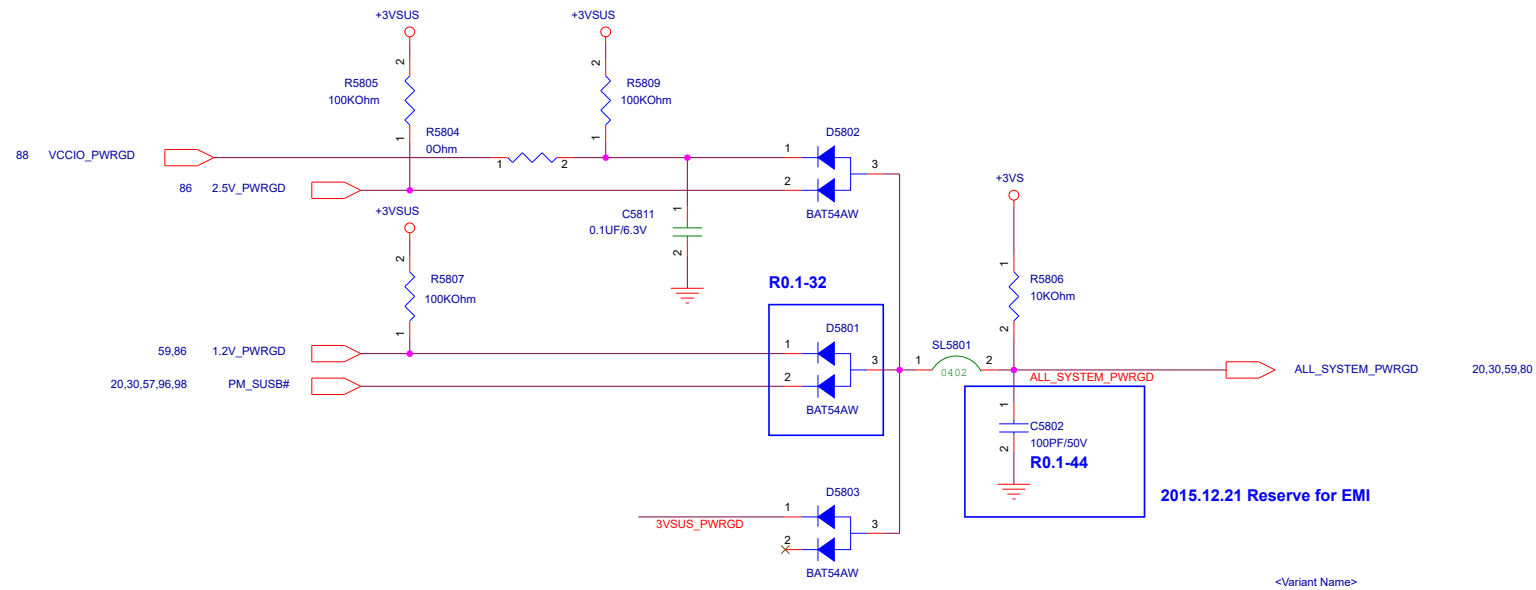 +3VSUS
+3VSUS
2
2
R5805
100KOhm
R5809
100KOhm
1
1
R5804
0Ohm
D5802
88 VCCIO_PWRGD
1 2
1
3
86 2.5V_PWRGD
2
BAT54AW
+3VS
+3VSUS
1
C5811
0.1UF/6.3V
2
2
R5807
100KOhm
1
R0.1-32
1
R5806
10KOhm
2
D5801
59,86 1.2V_PWRGD
1
3
SL5801
1 2
0402
20,30,57,96,98 PM_SUSB#
2
BAT54AW
ALL_SYSTEM_PWRGD
ALL_SYSTEM_PWRGD 20,30,59,80
1
C5802
100PF/50V
2
R0.1-44
2015.12.21 Reserve for EMI
D5803
1
3
3VSUS_PWRGD
2
BAT54AW
<Variant Name>